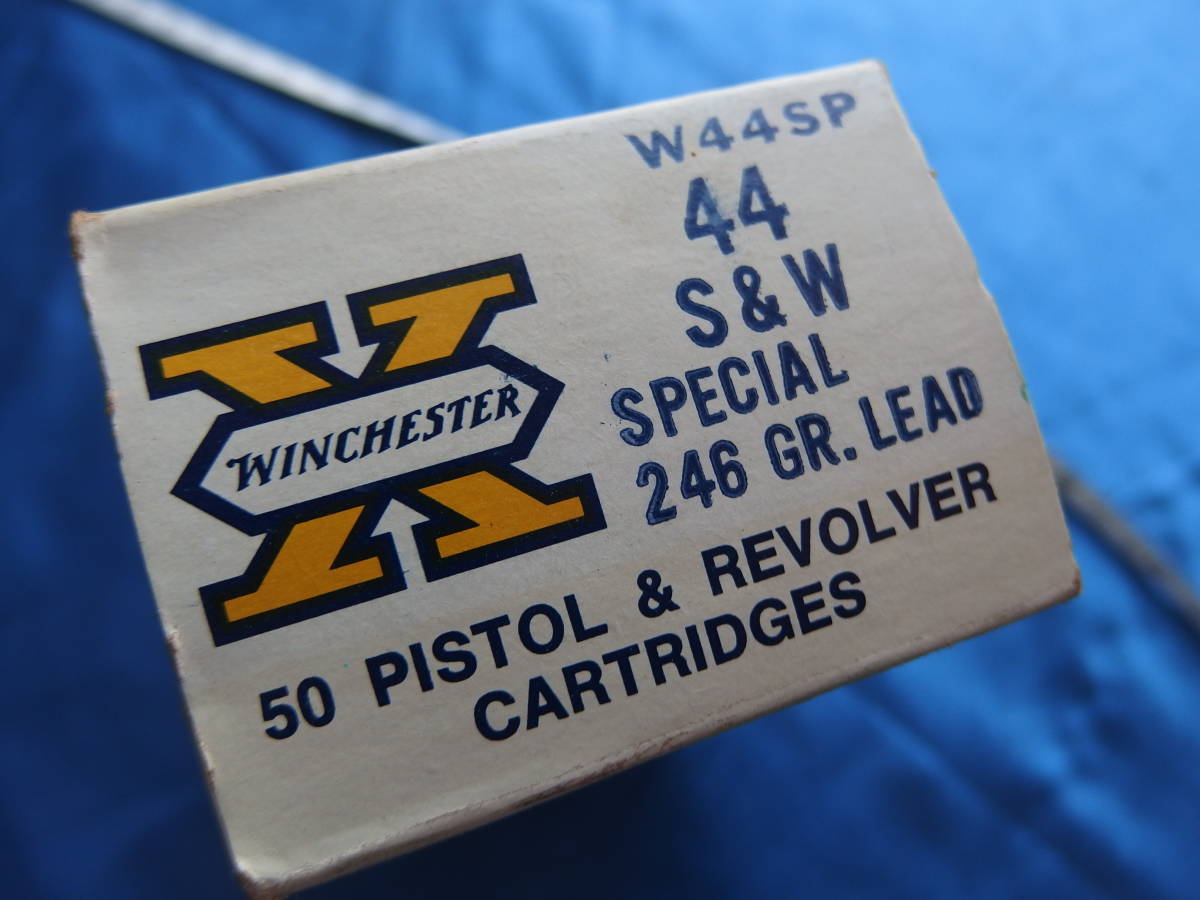 W44SP
44
S & W
SPECIAL
246 GR. LEAD
WINCHESTER
50 PISTOL & REVOLVER
CARTRIDGES